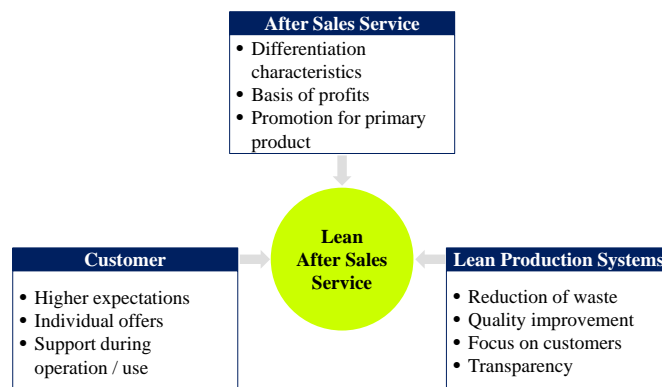 After Sales Service
• Differentiation
characteristics
• Basis of profits
• Promotion for primary
product
Lean
After Sales
Service
Customer
• Higher expectations
• Individual offers
• Support during
operation / use
Lean Production Systems
• Reduction of waste
• Quality improvement
• Focus on customers
• Transparency